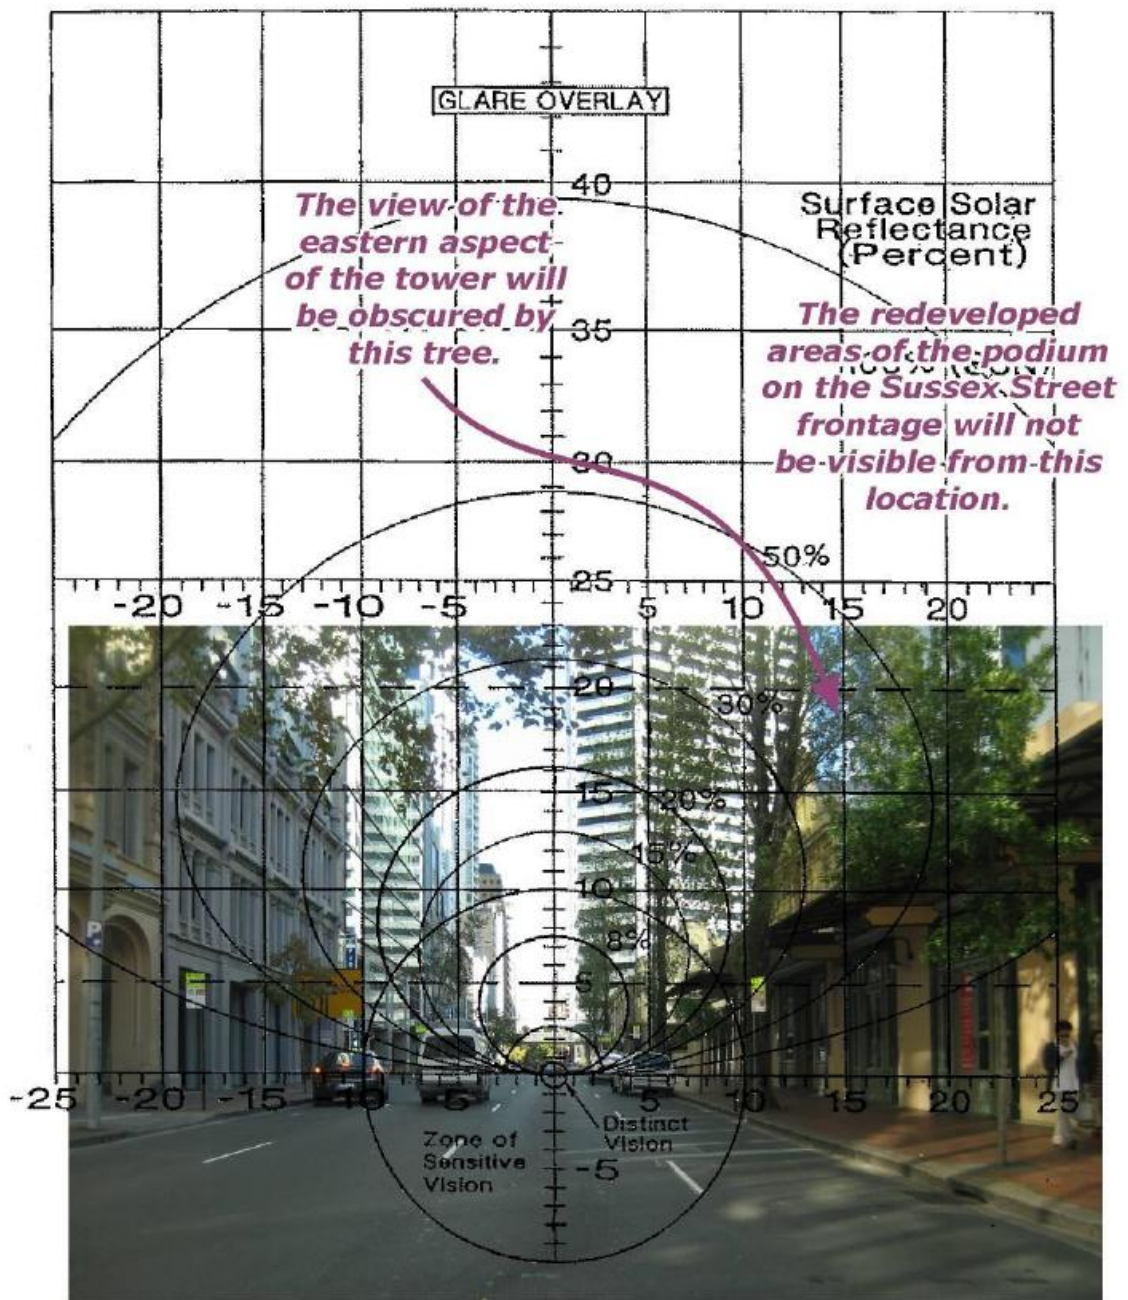 GLARE OVERLAY
40
The view of the
eastern aspect
of the tower will
be obscured by
this tree.
Surface Solar
Reflectance
(Percent)
35
The redeveloped
areas of the podium
on the Sussex Street
frontage will not
be visible from this
location.
30
50%
25
-20 -15 -10 -5 5 10 15 20
20
30%
15
20%
15%
10
8%
5
-25 -20 -15 -10 -5 5 10 15 20 25
Distinct
Vision
Zone of
Sensitive
Vision
-5
P